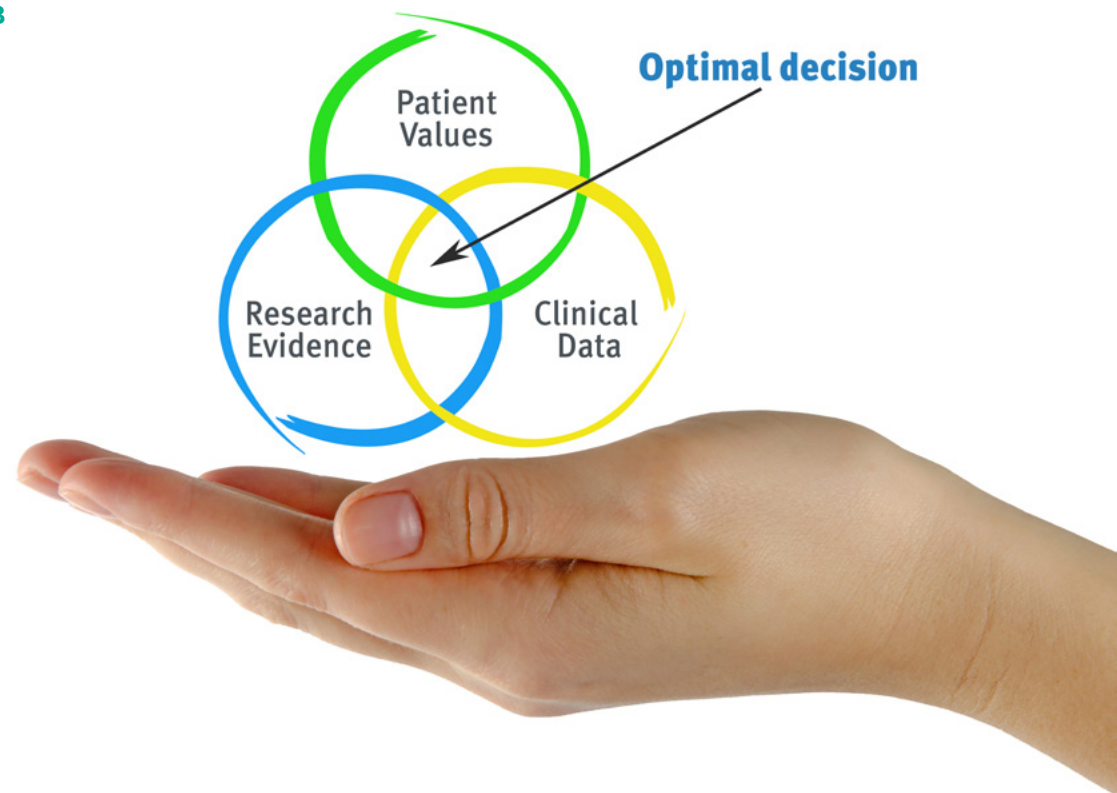 Optimal decision
Patient
Values
Research
Evidence
Clinical
Data